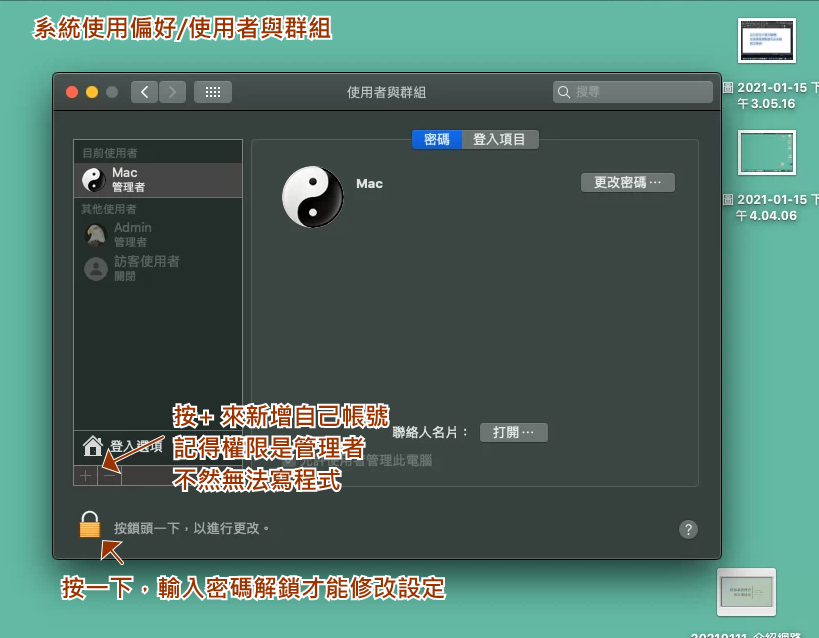 系統使用偏好/使用者與群組
使用者與群組
搜尋
圖 2021-01-15 下
午3.05.16
目前使用者
Mac
管理者
其他使用者
Admin
管理者
訪客使用者
關閉
密碼
登入項目
Mac
更改密碼…
圖 2021-01-15 下
午4.04.06
按+ 來新增自己帳號
記得權限是管理者
不然無法寫程式
聯絡人名片：
打開…
允許使用者管理此電腦
登入選項
+
−
按鎖頭一下，以進行更改。
?
按一下，輸入密碼解鎖才能修改設定